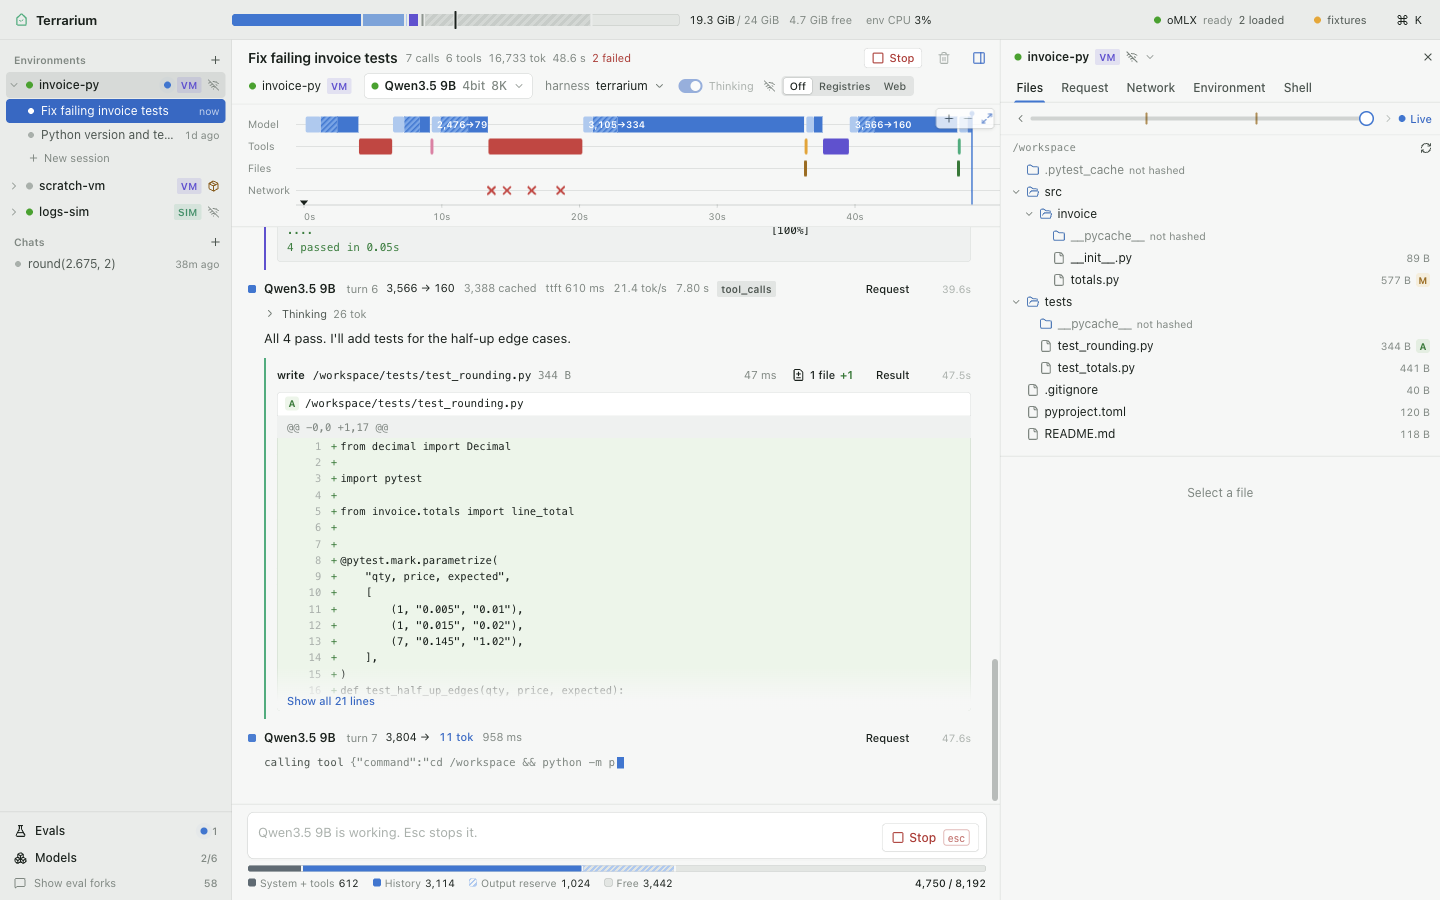 Terrarium
19.3 GiB / 24 GiB 4.7 GiB free env CPU 3%
oMLX ready 2 loaded
fixtures
⌘ K
Environments
invoice-py VM
Fix failing invoice tests now
Python version and te... 1d ago
New session
scratch-vm VM
logs-sim SIM
Chats
round(2.675, 2) 38m ago
Evals 1
Models 2/6
Show eval forks 58
Fix failing invoice tests 7 calls 6 tools 16,733 tok 48.6 s 2 failed
Stop
invoice-py VM
Qwen3.5 9B 4bit 8K
harness terrarium
Thinking
Off Registries Web
Model 2,476→79 3,105→334 3,566→160
Tools
Files
Network
0s 10s 20s 30s 40s
.... [100%]
4 passed in 0.05s
Qwen3.5 9B turn 6 3,566 → 160 3,388 cached ttft 610 ms 21.4 tok/s 7.80 s tool_calls Request 39.6s
Thinking 26 tok
All 4 pass. I'll add tests for the half-up edge cases.
write /workspace/tests/test_rounding.py 344 B 47 ms 1 file +1 Result 47.5s
A /workspace/tests/test_rounding.py
@@ −0,0 +1,17 @@
1 +from decimal import Decimal
2 +
3 +import pytest
4 +
5 +from invoice.totals import line_total
6 +
7 +
8 +@pytest.mark.parametrize(
9 + "qty, price, expected",
10 + [
11 + (1, "0.005", "0.01"),
12 + (1, "0.015", "0.02"),
13 + (7, "0.145", "1.02"),
14 + ],
15 +)
16 +def test_half_up_edges(qty, price, expected):
Show all 21 lines
Qwen3.5 9B turn 7 3,804 → 11 tok 958 ms Request 47.6s
calling tool {"command":"cd /workspace && python −m p
Qwen3.5 9B is working. Esc stops it.
Stop esc
System + tools 612 History 3,114 Output reserve 1,024 Free 3,442 4,750 / 8,192
invoice-py VM
Files Request Network Environment Shell
Live
/workspace
.pytest_cache not hashed
src
invoice
__pycache__ not hashed
__init__.py 89 B
totals.py 577 B M
tests
__pycache__ not hashed
test_rounding.py 344 B A
test_totals.py 441 B
.gitignore 40 B
pyproject.toml 120 B
README.md 118 B
Select a file